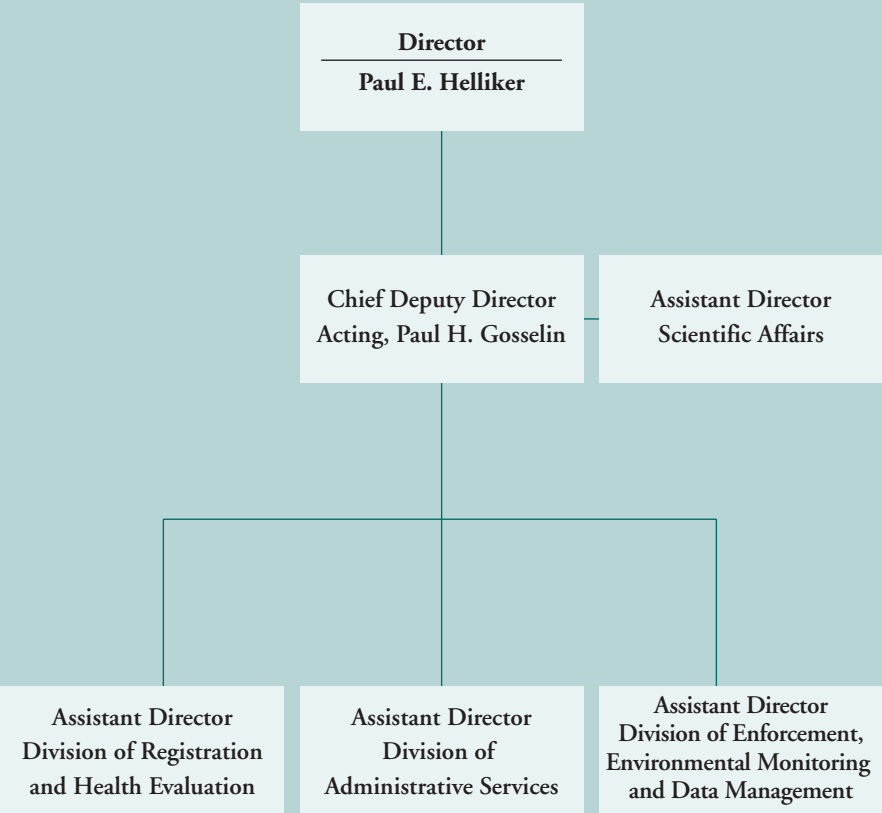 Director
Paul E. Helliker
Chief Deputy Director
Acting, Paul H. Gosselin
Assistant Director
Scientific Affairs
Assistant Director
Division of Registration
and Health Evaluation
Assistant Director
Division of
Administrative Services
Assistant Director
Division of Enforcement,
Environmental Monitoring
and Data Management